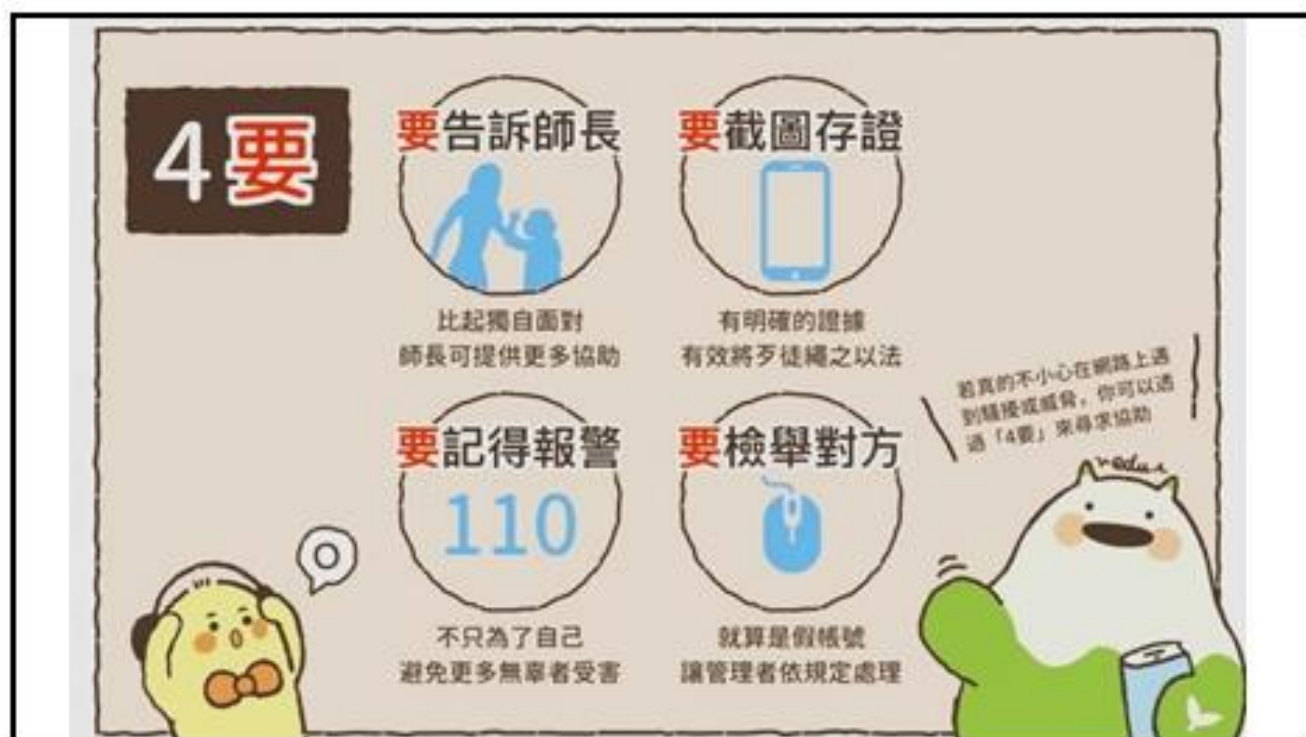 4要
要告訴師長
比起獨自面對
師長可提供更多協助
要截圖存證
有明確的證據
有效將歹徒繩之以法
要記得報警
110
不只為了自己
避免更多無辜者受害
要檢舉對方
就算是假帳號
讓管理者依規定處理
若真的不小心在網路上遇
到騷擾或威脅，你可以透
過「4要」來尋求協助